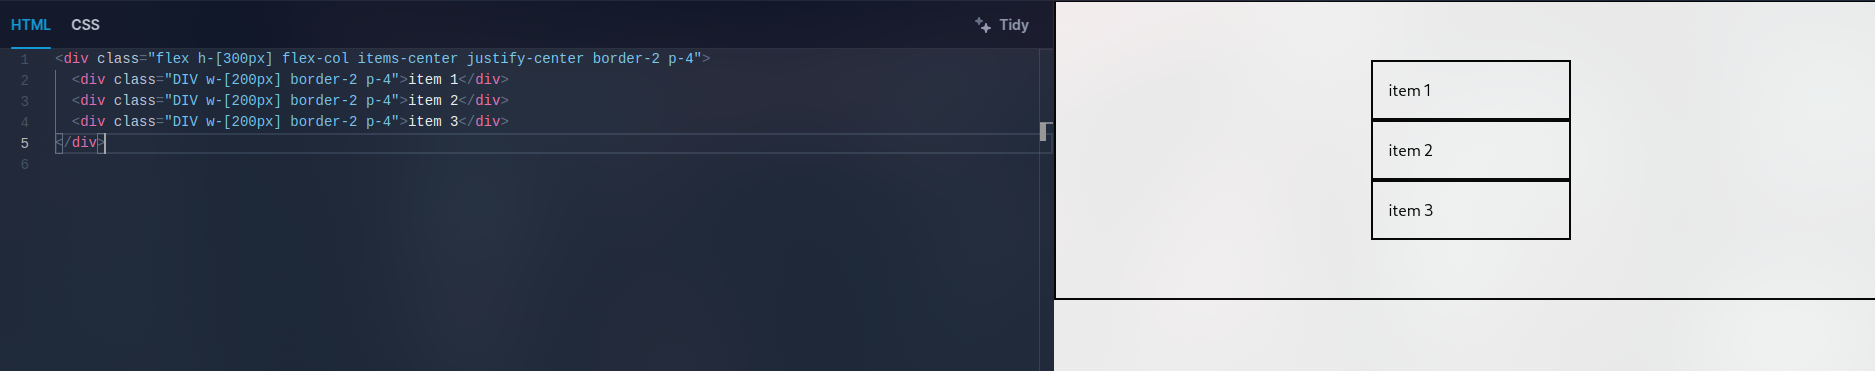 HTML CSS Tidy
1 <div class="flex h-[300px] flex-col items-center justify-center border-2 p-4">
2 <div class="DIV w-[200px] border-2 p-4">item 1</div>
3 <div class="DIV w-[200px] border-2 p-4">item 2</div>
4 <div class="DIV w-[200px] border-2 p-4">item 3</div>
5 </div>
6
item 1
item 2
item 3